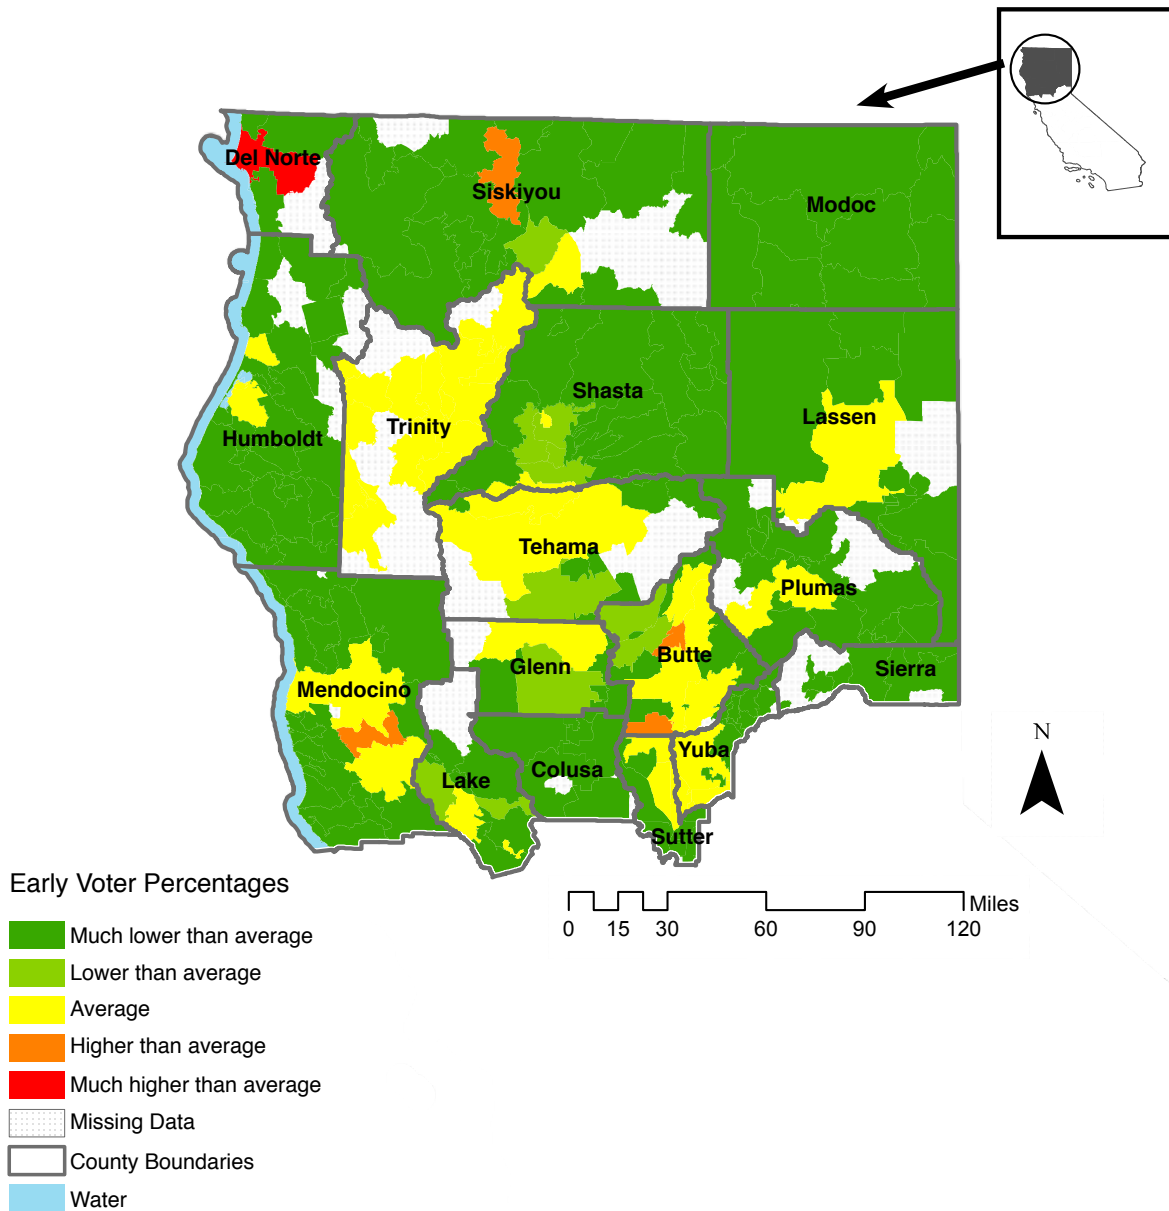 Del Norte
Siskiyou
Modoc
Shasta
Lassen
Trinity
Humboldt
Tehama
Plumas
Butte
Glenn
Sierra
Mendocino
Yuba
Colusa
Lake
Sutter
N
Early Voter Percentages
Much lower than average
Lower than average
Average
Higher than average
Much higher than average
Missing Data
County Boundaries
Water
Miles
0 15 30 60 90 120